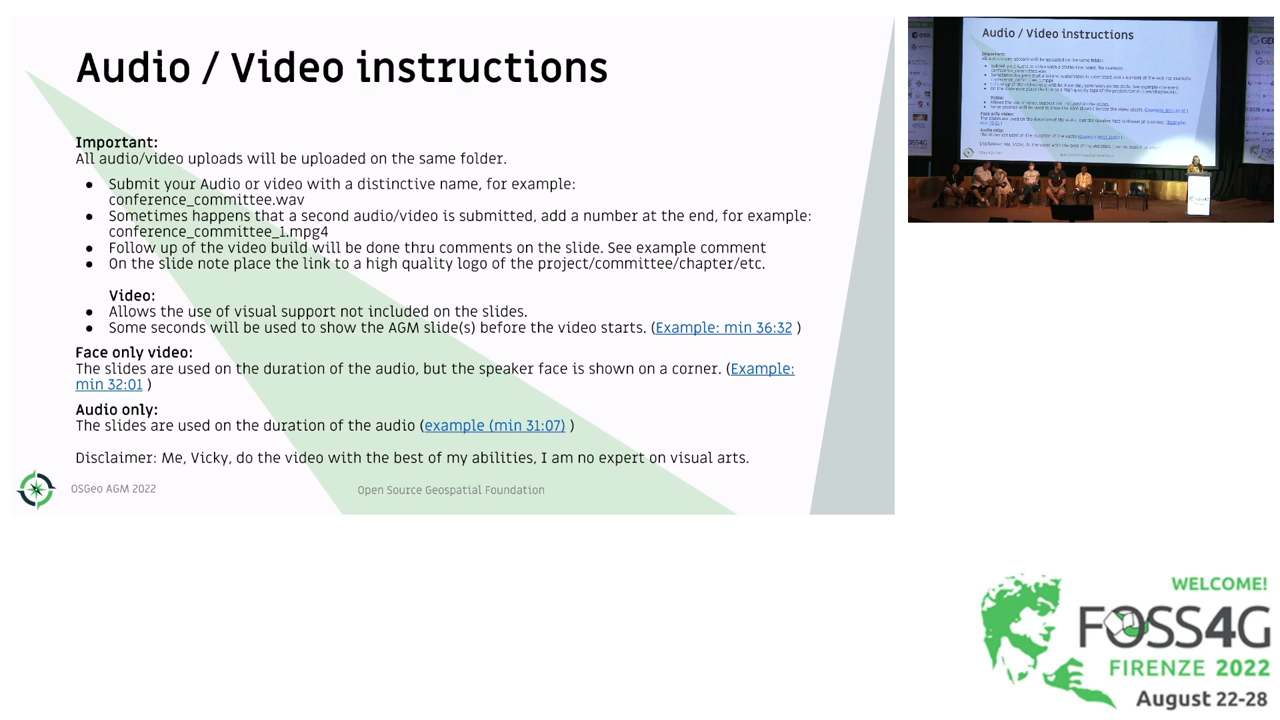 Audio / Video instructions
Important:
All audio/video uploads will be uploaded on the same folder.
● Submit your Audio or video with a distinctive name, for example:
conference_committee.wav
● Sometimes happens that a second audio/video is submitted, add a number at the end, for example:
conference_committee_1.mpg4
● Follow up of the video build will be done thru comments on the slide. See example comment
● On the slide note place the link to a high quality logo of the project/committee/chapter/etc.
Video:
● Allows the use of visual support not included on the slides.
● Some seconds will be used to show the AGM slide(s) before the video starts. (Example: min 36:32 )
Face only video:
The slides are used on the duration of the audio, but the speaker face is shown on a corner. (Example:
min 32:01 )
Audio only:
The slides are used on the duration of the audio (example (min 31:07) )
Disclaimer: Me, Vicky, do the video with the best of my abilities, I am no expert on visual arts.
OSGeo AGM 2022
Open Source Geospatial Foundation
Audio / Video instructions
WELCOME!
FOSS4G
FIRENZE 2022
August 22-28